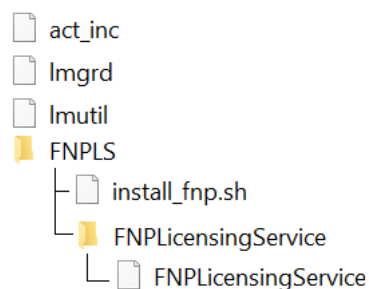 act_inc
lmgrd
lmutil
FNPLS
install_fnp.sh
FNPLicensingService
FNPLicensingService